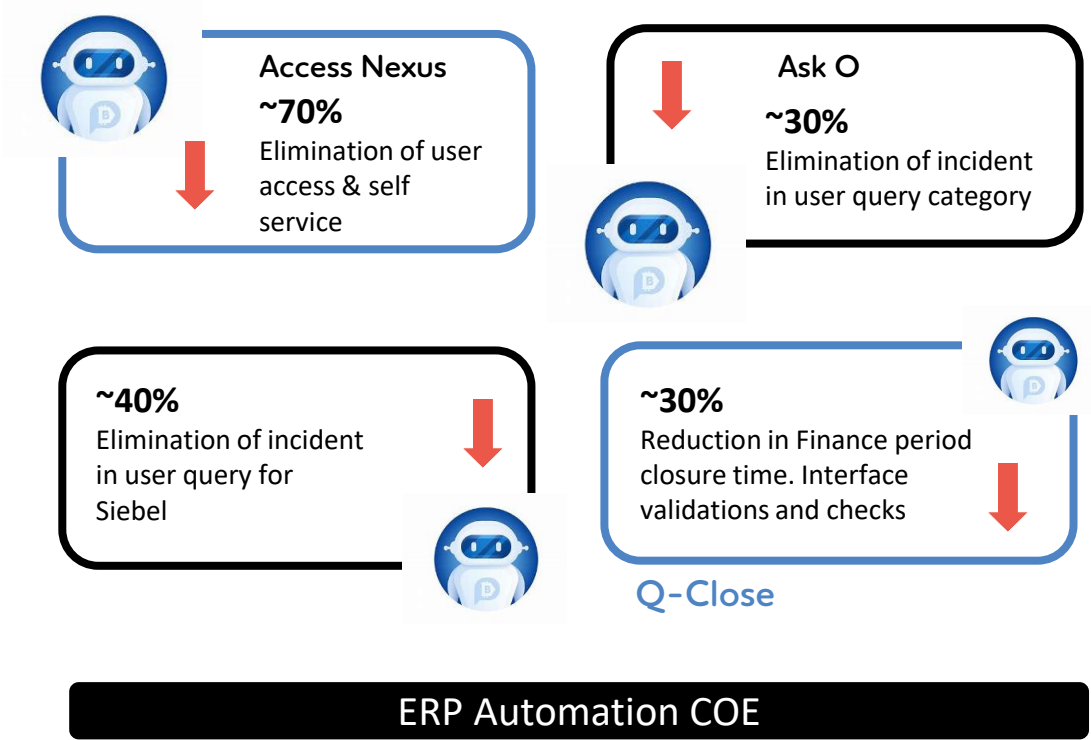 Access Nexus
~70%
Elimination of user
access & self
service
Ask O
~30%
Elimination of incident
in user query category
~40%
Elimination of incident
in user query for
Siebel
~30%
Reduction in Finance period
closure time. Interface
validations and checks
Q-Close
ERP Automation COE